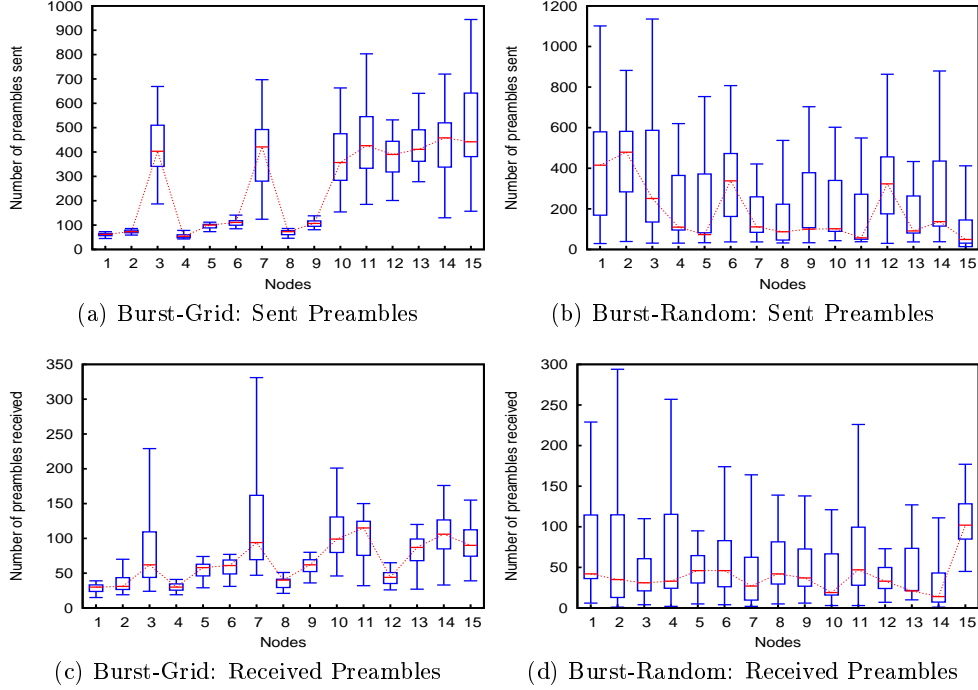 1000
900
800
700
600
500
400
300
200
100
0
Number of preambles sent
1 2 3 4 5 6 7 8 9 10 11 12 13 14 15
Nodes
(a) Burst-Grid: Sent Preambles
1200
1000
800
600
400
200
0
Number of preambles sent
1 2 3 4 5 6 7 8 9 10 11 12 13 14 15
Nodes
(b) Burst-Random: Sent Preambles
350
300
250
200
150
100
50
0
Number of preambles received
1 2 3 4 5 6 7 8 9 10 11 12 13 14 15
Nodes
(c) Burst-Grid: Received Preambles
300
250
200
150
100
50
0
Number of preambles received
1 2 3 4 5 6 7 8 9 10 11 12 13 14 15
Nodes
(d) Burst-Random: Received Preambles